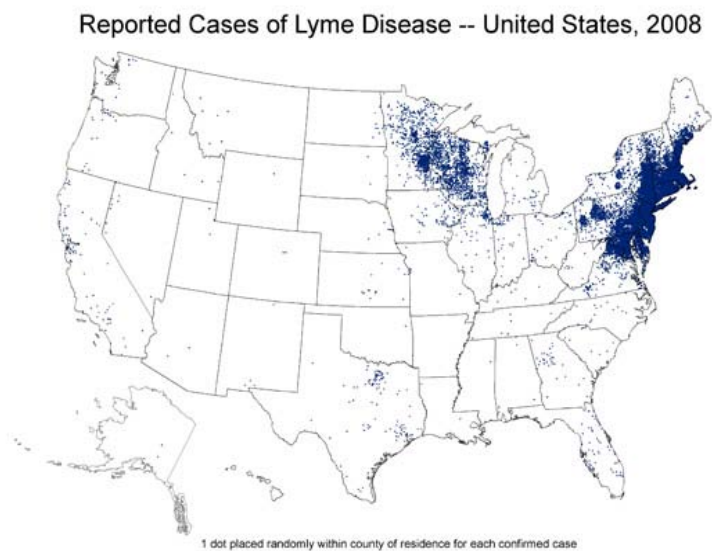 Reported Cases of Lyme Disease -- United States, 2008
1 dot placed randomly within county of residence for each confirmed case